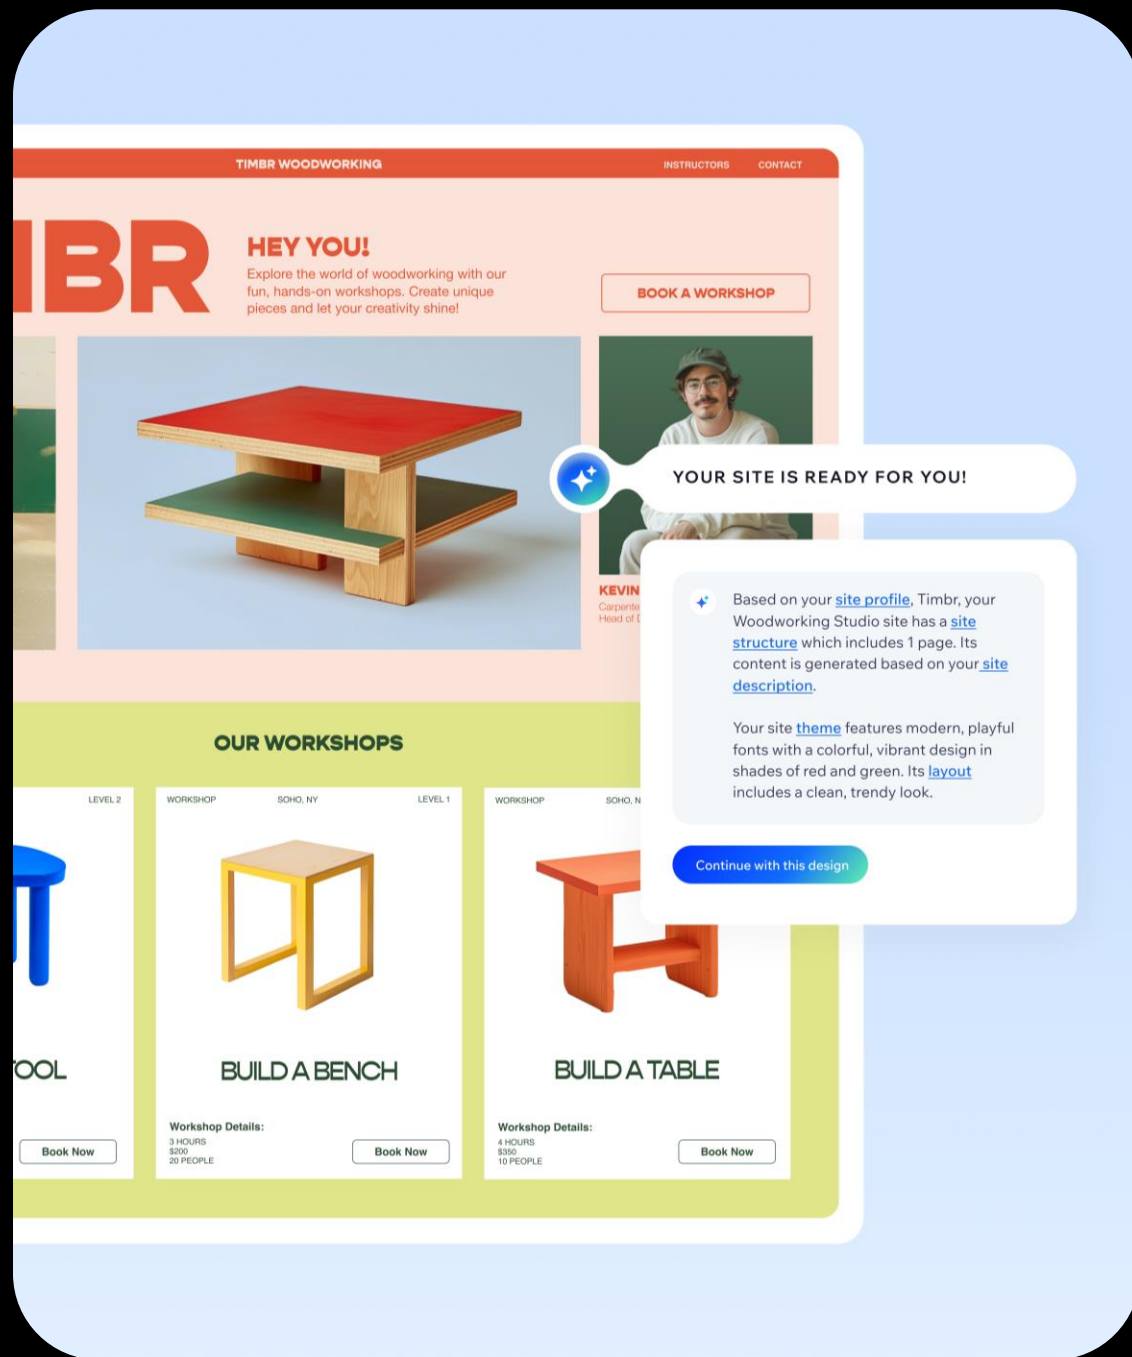 TIMBR WOODWORKING
INSTRUCTORS
CONTACT
MBR
HEY YOU!
Explore the world of woodworking with our
fun, hands-on workshops. Create unique
pieces and let your creativity shine!
BOOK A WORKSHOP
YOUR SITE IS READY FOR YOU!
KEVIN
Carpente
Head of
Based on your site profile, Timbr, your
Woodworking Studio site has a site
structure which includes 1 page. Its
content is generated based on your site
description.
Your site theme features modern, playful
fonts with a colorful, vibrant design in
shades of red and green. Its layout
includes a clean, trendy look.
Continue with this design
OUR WORKSHOPS
LEVEL 2
OOL
Book Now
WORKSHOP
SOHO, NY
LEVEL 1
BUILD A BENCH
Workshop Details:
3 HOURS
$200
20 PEOPLE
Book Now
WORKSHOP
SOHO, N
BUILD A TABLE
Workshop Details:
4 HOURS
$350
10 PEOPLE
Book Now